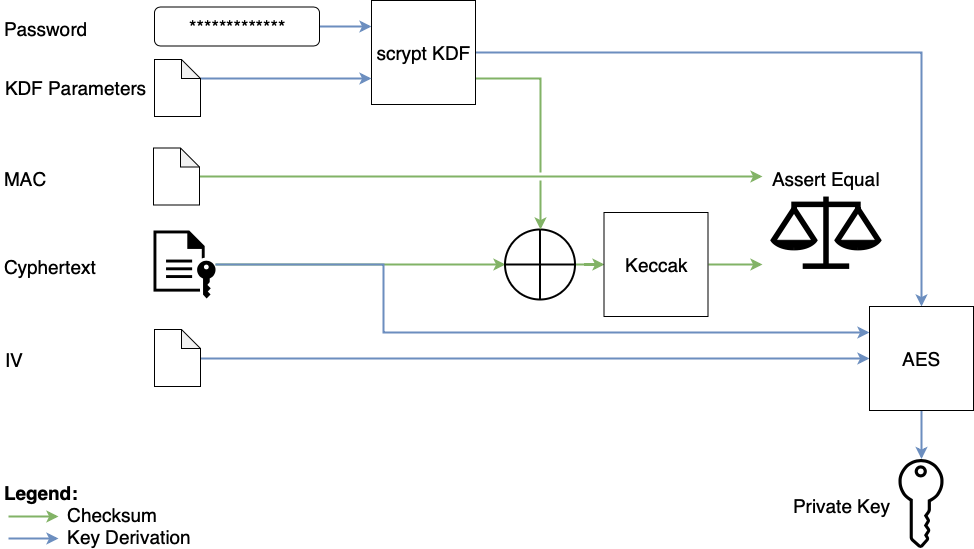 Password
*************
scrypt KDF
KDF Parameters
MAC
Assert Equal
Cyphertext
Keccak
IV
AES
Private Key
Legend:
Checksum
Key Derivation